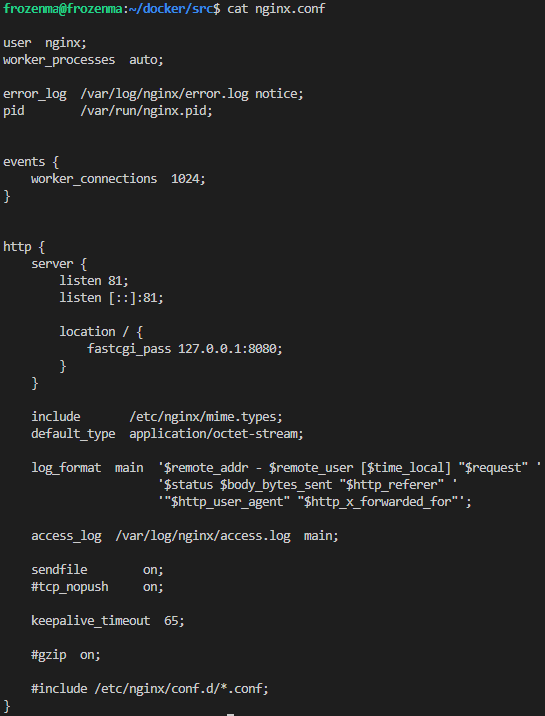 frozenma@frozenma:~/docker/src$ cat nginx.conf
user  nginx;
worker_processes  auto;
error_log  /var/log/nginx/error.log notice;
pid        /var/run/nginx.pid;
events {
    worker_connections  1024;
}
http {
    server {
        listen 81;
        listen [::]:81;
        location / {
            fastcgi_pass 127.0.0.1:8080;
        }
    }
    include       /etc/nginx/mime.types;
    default_type  application/octet-stream;
    log_format  main  '$remote_addr - $remote_user [$time_local] "$request" '
                      '$status $body_bytes_sent "$http_referer" '
                      '"$http_user_agent" "$http_x_forwarded_for"';
    access_log  /var/log/nginx/access.log  main;
    sendfile        on;
    #tcp_nopush     on;
    keepalive_timeout  65;
    #gzip  on;
    #include /etc/nginx/conf.d/*.conf;
}